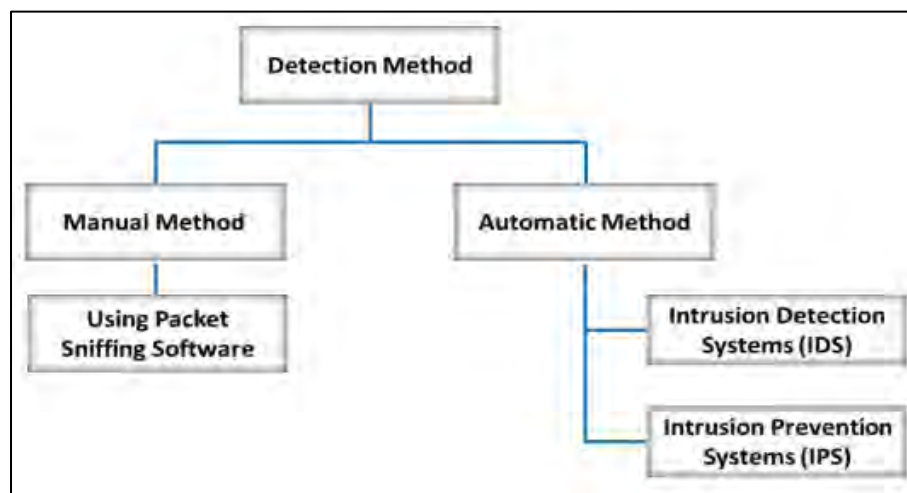 Detection Method
Manual Method
Automatic Method
Using Packet
Sniffing Software
Intrusion Detection
Systems (IDS)
Intrusion Prevention
Systems (IPS)